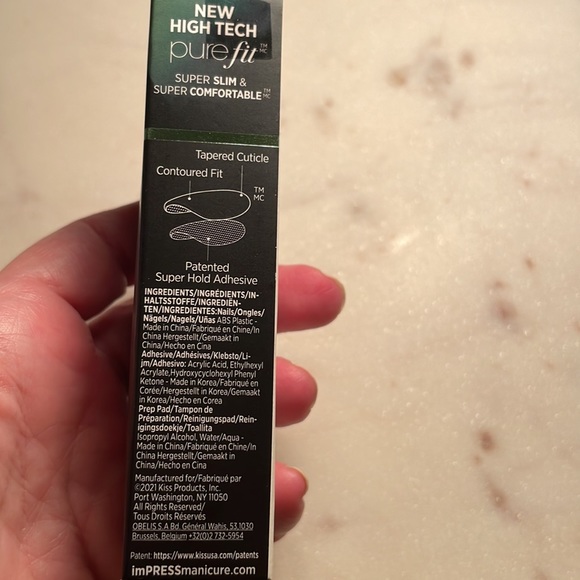 NEW
HIGH TECH
purefit™ MC
SUPER SLIM &
SUPER COMFORTABLE™ MC
Tapered Cuticle
Contoured Fit
TM
MC
Patented
Super Hold Adhesive
INGREDIENTS/INGRÉDIENTS/IN-
HALTSSTOFFE/INGREDIËN-
TEN/INGREDIENTES:Nails/Ongles/
Nägels/Nagels/Uñas ABS Plastic -
Made in China/Fabriqué en Chine/In
China Hergestellt/Gemaakt in
China/Hecho en Cina
Adhesive/Adhésives/Klebsto/Li-
jm/Adhesivo: Acrylic Acid, Ethylhexyl
Acrylate,Hydroxycyclohexyl Phenyl
Ketone - Made in Korea/Fabriqué en
Corée/Hergestellt in Korea/Gemaakt
in Korea/Hecho en Corea
Prep Pad/Tampon de
Préparation/Reinigungspad/Rein-
igingsdoekje/Toallita
Isopropyl Alcohol, Water/Aqua -
Made in China/Fabriqué en Chine/In
China Hergestellt/Gemaakt in
China/Hecho en Cina
Manufactured for/Fabriqué par
©2021 Kiss Products, Inc.
Port Washington, NY 11050
All Rights Reserved/
Tous Droits Réservés
OBELIS S.A Bd. Général Wahis, 53,1030
Brussels, Belgium +32(0)2 732-5954
Patent: https://www.kissusa.com/patents
imPRESSmanicure.com